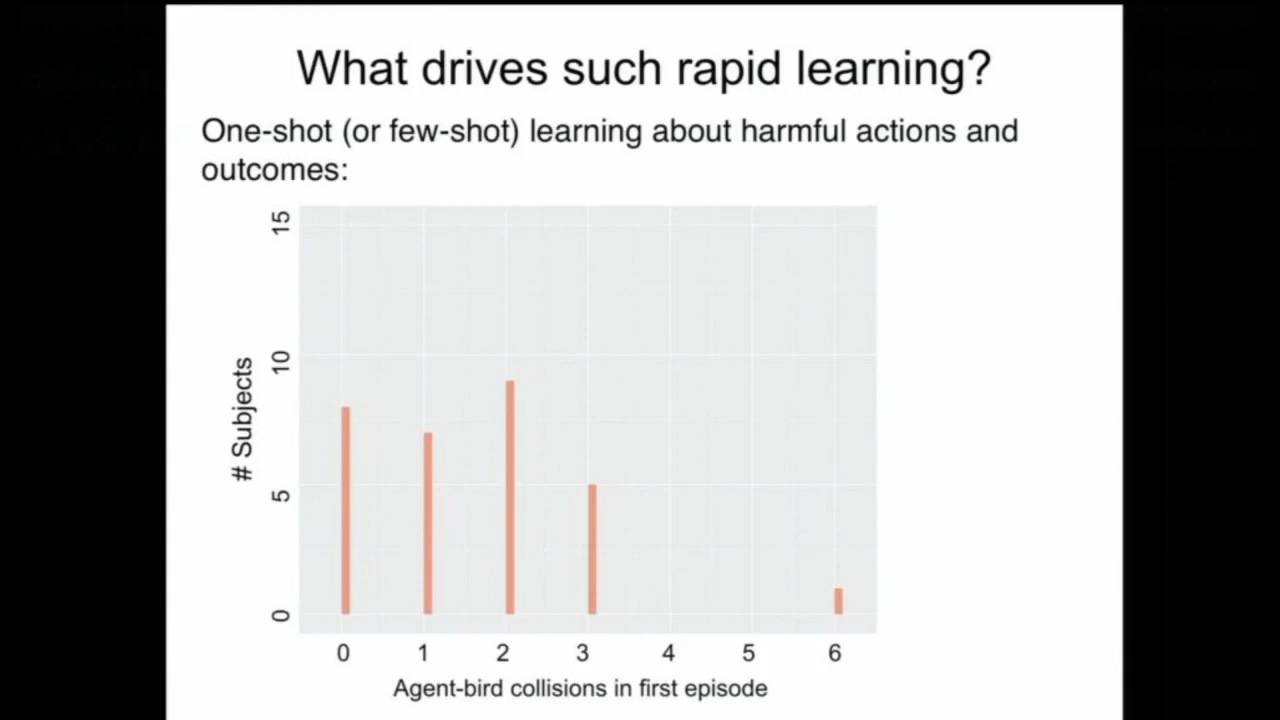 What drives such rapid learning?
One-shot (or few-shot) learning about harmful actions and
outcomes:
15
10
5
0
# Subjects
0 1 2 3 4 5 6
Agent-bird collisions in first episode